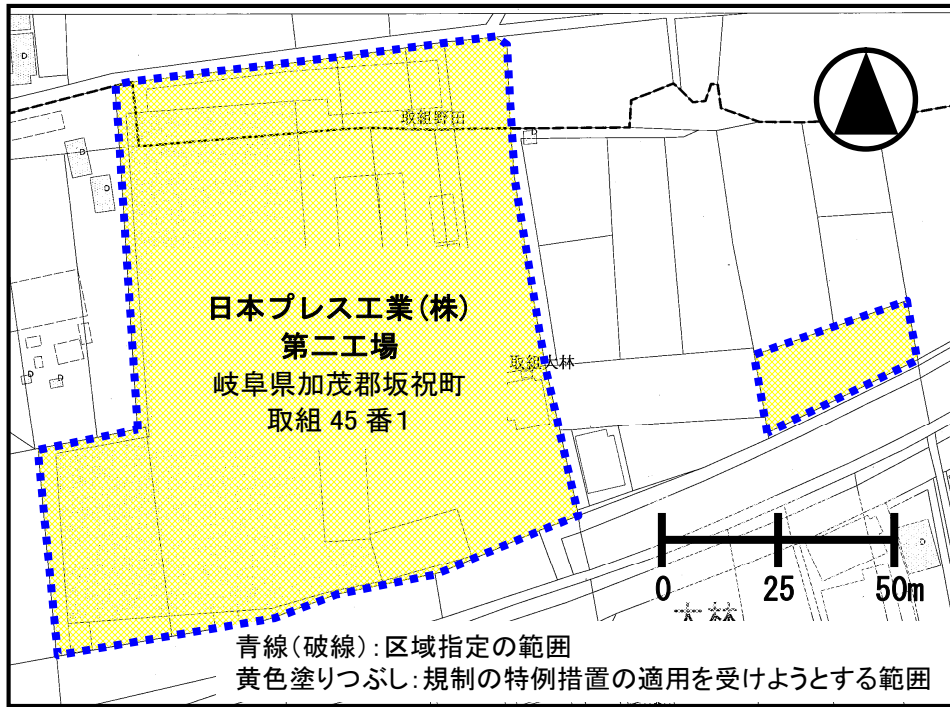 取組野田
日本プレス工業(株)
第二工場
岐阜県加茂郡坂祝町
取組 45 番1
取組大林
0 25 50m
大林
青線(破線):区域指定の範囲
黄色塗りつぶし:規制の特例措置の適用を受けようとする範囲